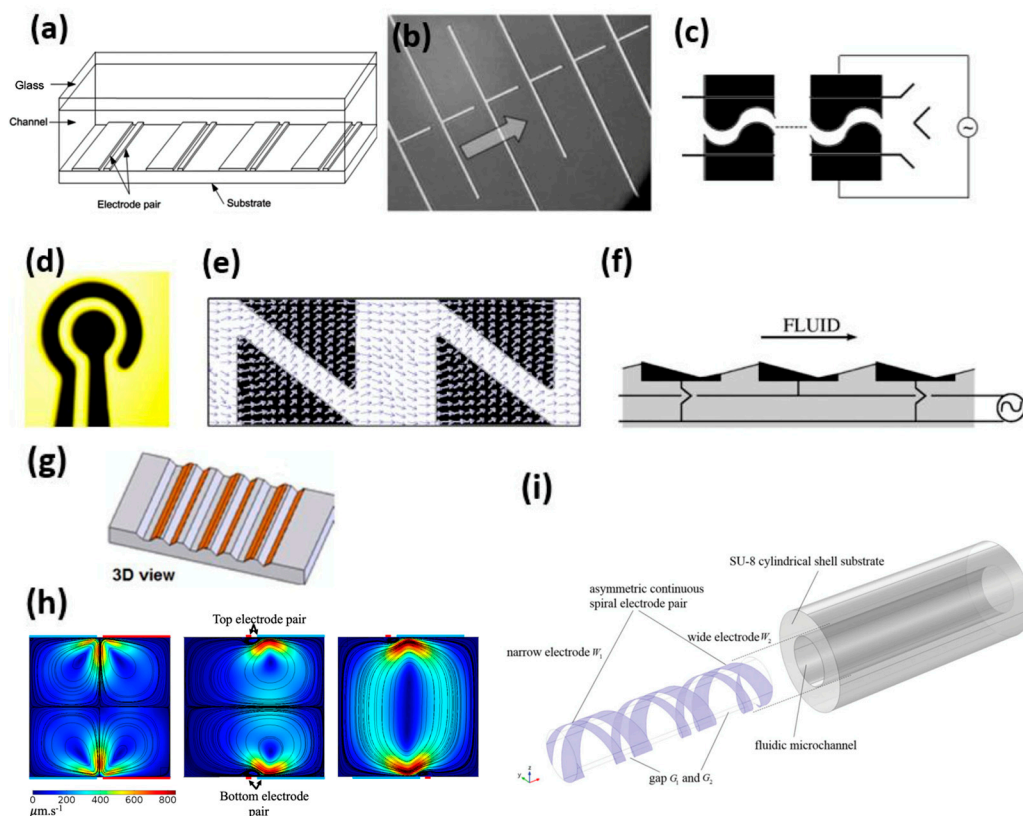 (a)
Glass
Channel
Electrode pair
Substrate
(b)
(c)
~
(d)
(e)
(f)
FLUID
(g)
3D view
(h)
Top electrode pair
Bottom electrode
pair
0 200 400 600 800
μm.s⁻¹
(i)
SU-8 cylindrical shell substrate
asymmetric continuous
spiral electrode pair
wide electrode W₂
narrow electrode W₁
fluidic microchannel
gap G₁ and G₂
z
y
x